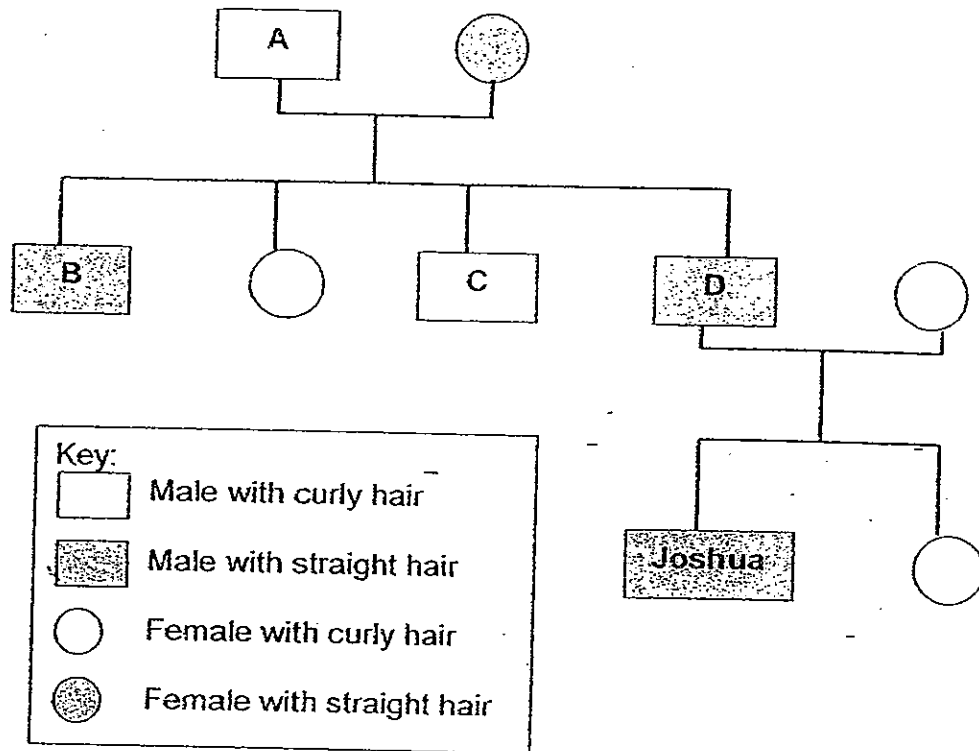 A
B
C
D
Joshua
Key:
Male with curly hair
Male with straight hair
Female with curly hair
Female with straight hair